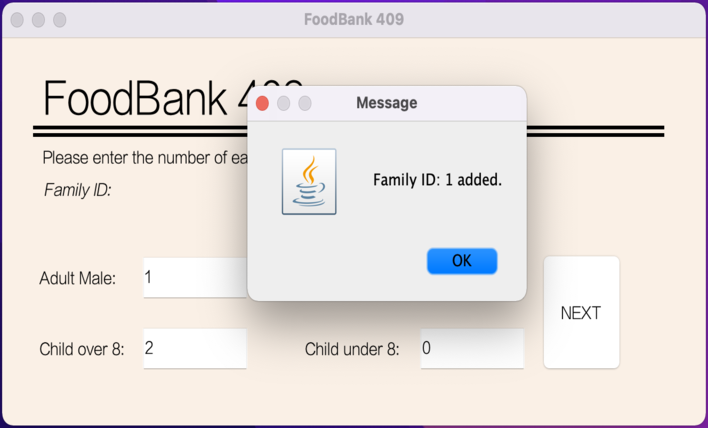 FoodBank 409
FoodBank 409
Message
Please enter the number of ea
Family ID: 1 added.
Family ID:
OK
Adult Male: 1
NEXT
Child over 8: 2 Child under 8: 0